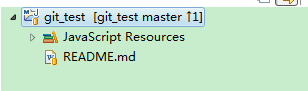 git_test [git_test master ↑1]
JavaScript Resources
README.md